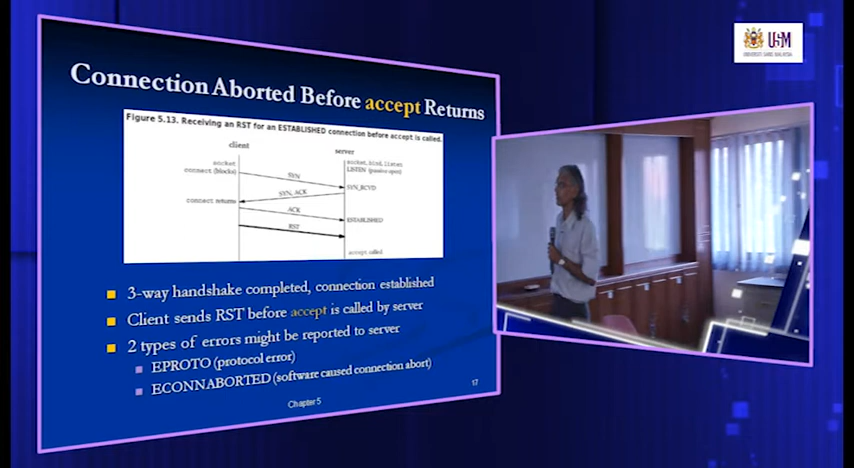 Connection Aborted Before accept Returns
Figure 5.13. Receiving an RST for an ESTABLISHED connection before accept is called.
client
server
socket
connect (blocks)
socket, bind, listen
LISTEN (passive open)
SYN
SYN_RCVD
SYN, ACK
connect returns
ACK
ESTABLISHED
RST
accept called
3-way handshake completed, connection established
Client sends RST before accept is called by server
2 types of errors might be reported to server
EPROTO (protocol error)
ECONNABORTED (software caused connection abort)
Chapter 5
17
USM
UNIVERSITI SAINS MALAYSIA